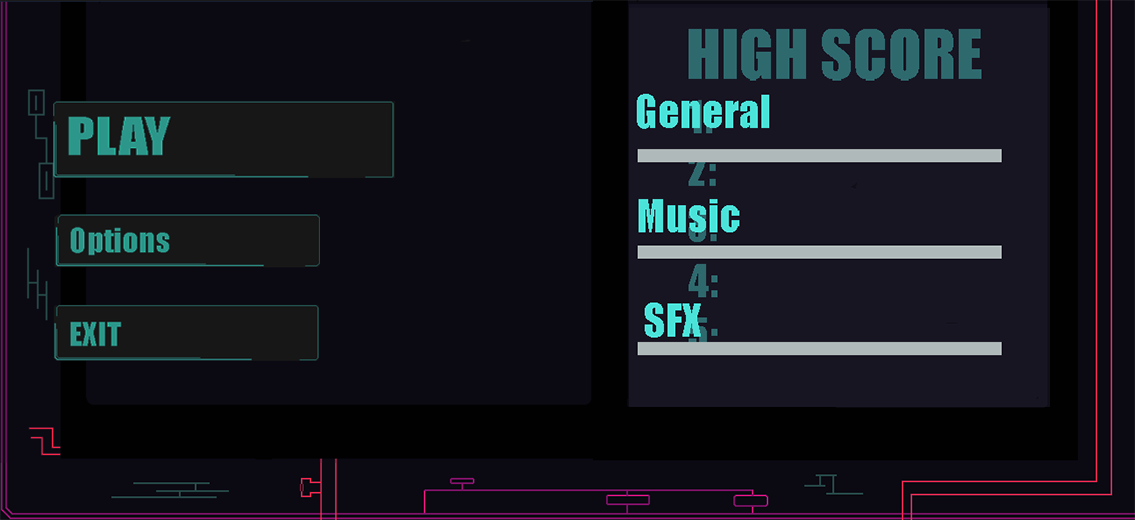 PLAY
Options
EXIT
HIGH SCORE
General
1:
2:
Music
3:
4:
SFX
5: